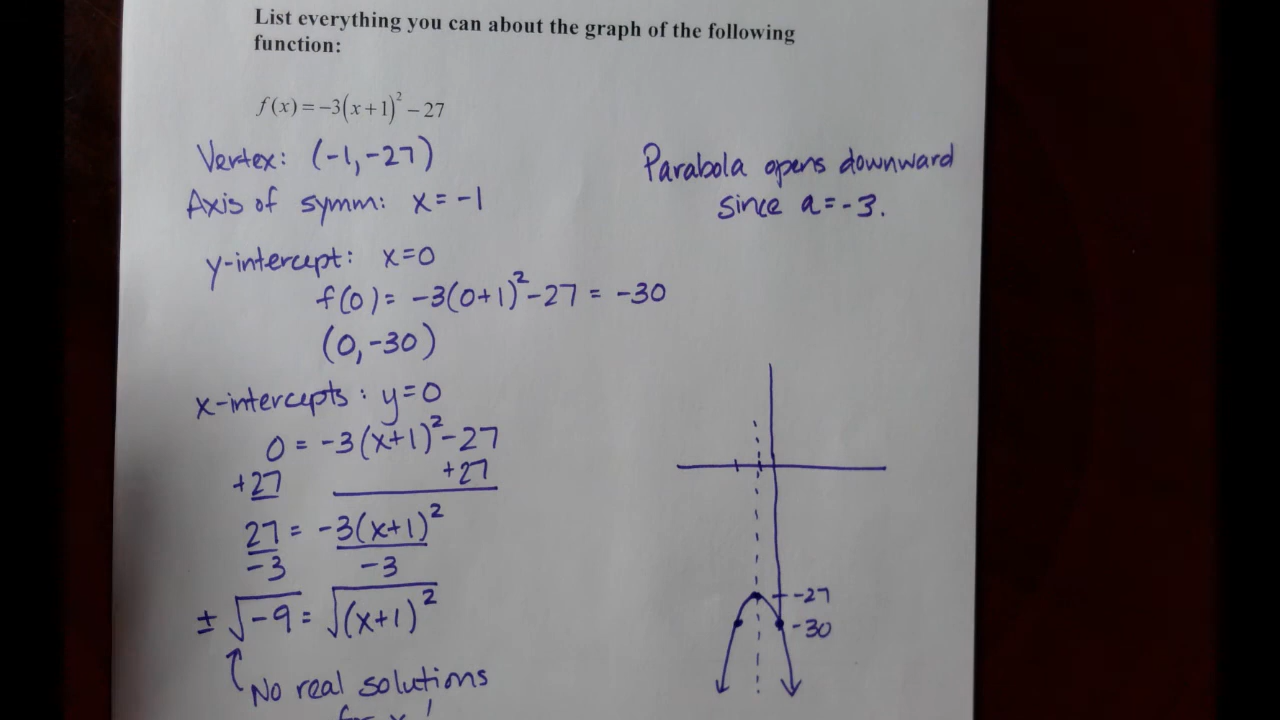 List everything you can about the graph of the following
function:
f(x) = −3(x+1)² − 27
Vertex: (-1, -27)
Axis of symm: x = -1
Parabola opens downward
since a = -3.
y-intercept: x=0
f(0) = -3(0+1)² -27 = -30
(0, -30)
x-intercepts: y=0
0 = -3(x+1)² -27
+27 +27
27 = -3(x+1)²
-3 -3
± √-9 = √(x+1)²
No real solutions
for x!
-27
-30